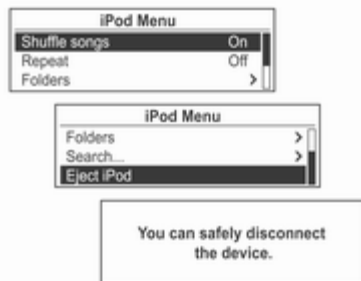 iPod Menu
Shuffle songs On
Repeat Off
Folders >
iPod Menu
Folders >
Search... >
Eject iPod
You can safely disconnect
the device.